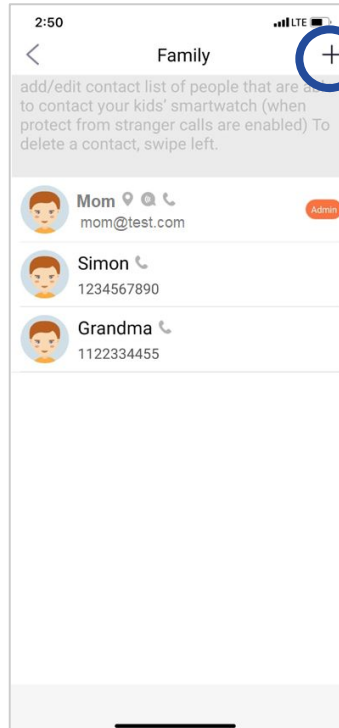 2:50 LTE
Family +
add/edit contact list of people that are able
to contact your kids' smartwatch (when
protect from stranger calls are enabled) To
delete a contact, swipe left.
Mom
mom@test.com
Admin
Simon
1234567890
Grandma
1122334455